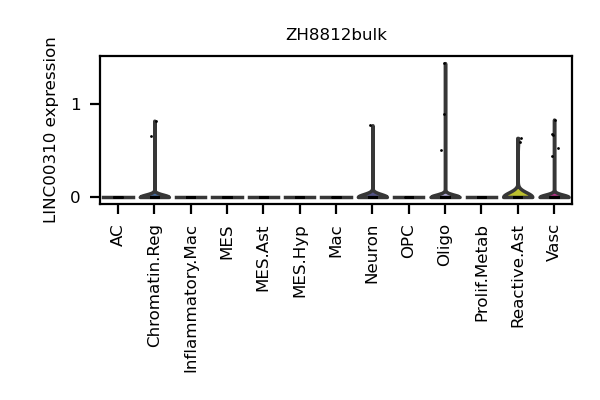 ZH8812bulk
LINC00310 expression
1
0
AC
Chromatin.Reg
Inflammatory.Mac
MES
MES.Ast
MES.Hyp
Mac
Neuron
OPC
Oligo
Prolif.Metab
Reactive.Ast
Vasc